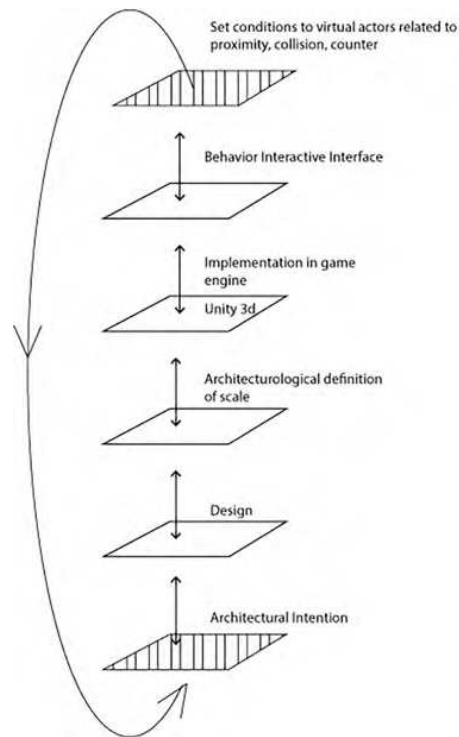 Set conditions to virtual actors related to
proximity, collision, counter
Behavior Interactive Interface
Implementation in game
engine
Unity 3d
Architecturological definition
of scale
Design
Architectural Intention